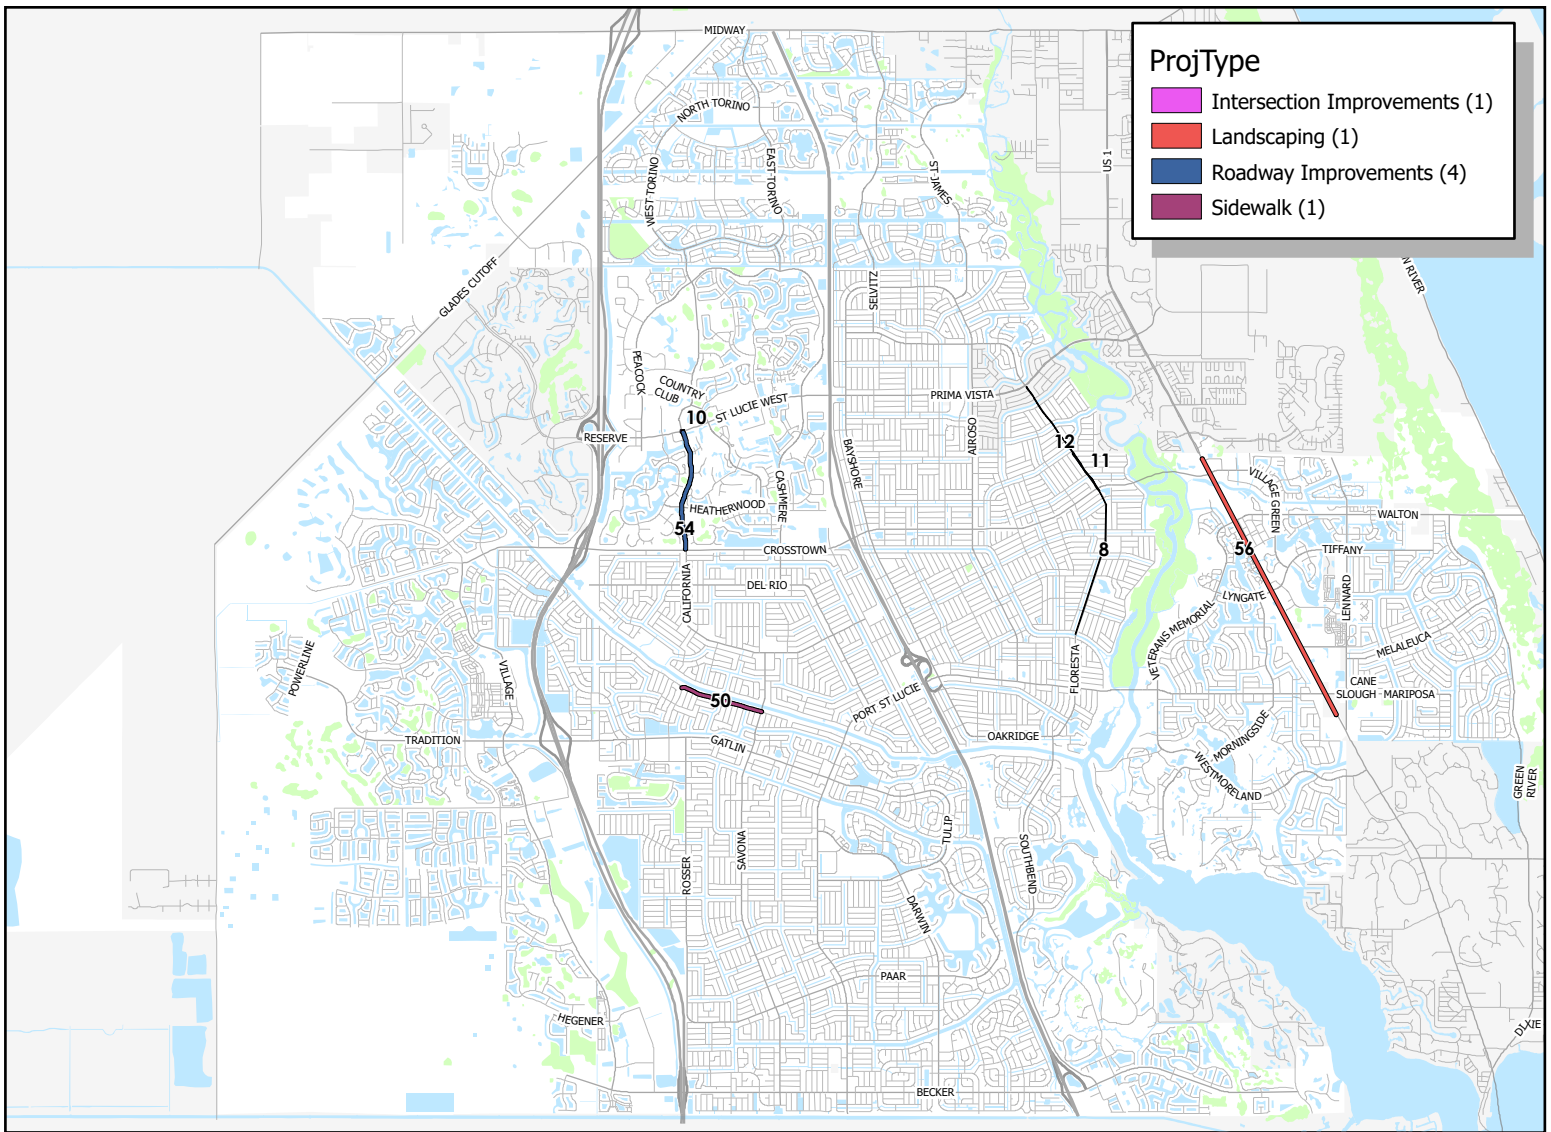 MIDWAY
ProjType
Intersection Improvements (1)
Landscaping (1)
Roadway Improvements (4)
Sidewalk (1)
NORTH TORINO
EAST TORINO
WEST TORINO
ST JAMES
US 1
N RIVER
GLADES CUTOFF
SELVITZ
PEACOCK
COUNTRY
CLUB
ST LUCIE WEST
PRIMA VISTA
10
RESERVE
AIROSO
12
11
BAYSHORE
CASHMERE
VILLAGE GREEN
HEATHERWOOD
WALTON
54
CROSSTOWN
8
56
TIFFANY
DEL RIO
CALIFORNIA
LYNGATE
LENNARD
VETERANS MEMORIAL
MELALEUCA
POWERLINE
VILLAGE
FLORESTA
CANE
SLOUGH
MARIPOSA
50
PORT ST LUCIE
TRADITION
GATLIN
OAKRIDGE
MORNINGSIDE
WESTMORELAND
GREEN
RIVER
TULIP
SAVONA
ROSSER
SOUTHBEND
DARWIN
PAAR
HEGENER
DIXIE
BECKER